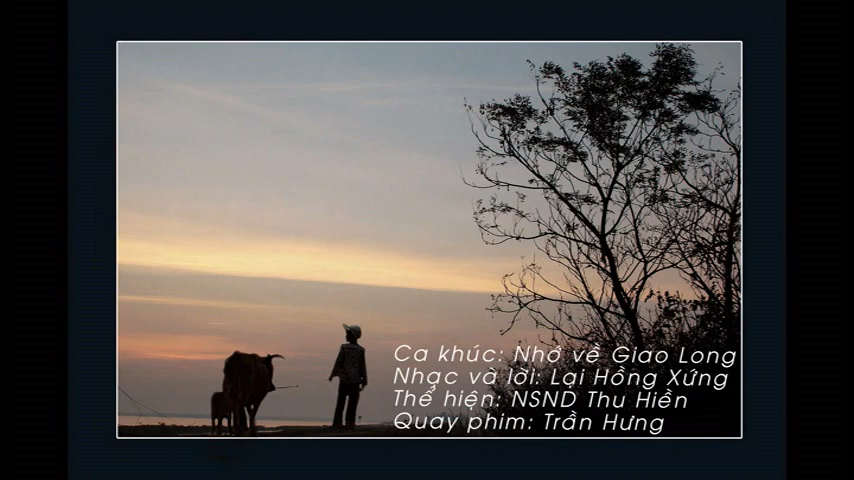 Ca khúc: Nhớ về Giao Long
Nhạc và lời: Lại Hồng Xứng
Thể hiện: NSND Thu Hiền
Quay phim: Trần Hưng